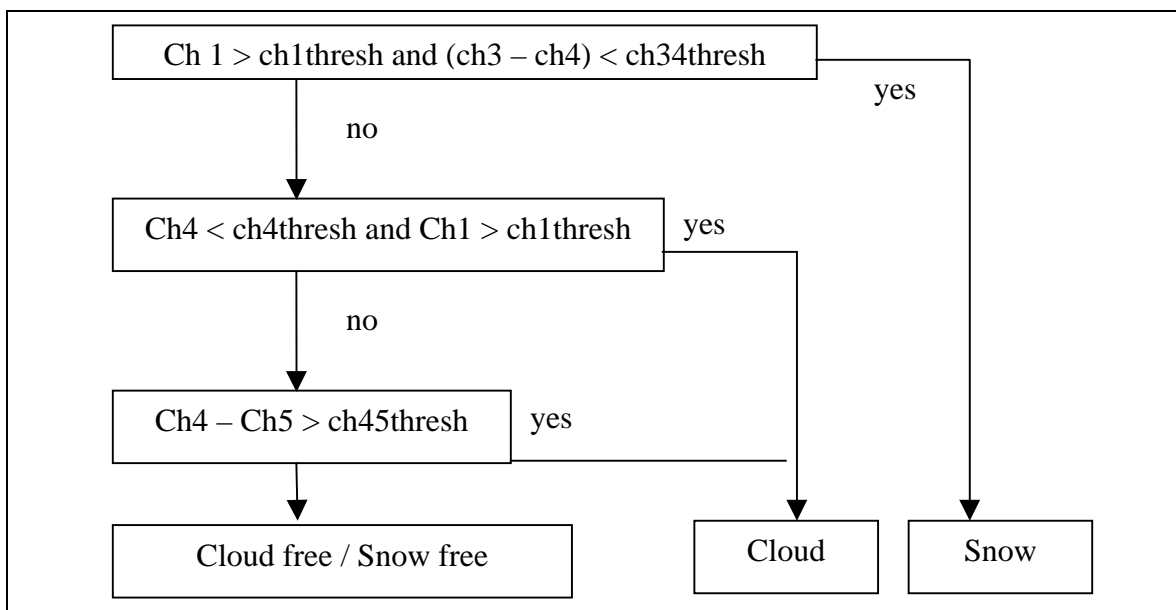 Ch 1 > ch1thresh and (ch3 – ch4) < ch34thresh
yes
no
Ch4 < ch4thresh and Ch1 > ch1thresh
yes
no
Ch4 – Ch5 > ch45thresh
yes
Cloud free / Snow free
Cloud
Snow